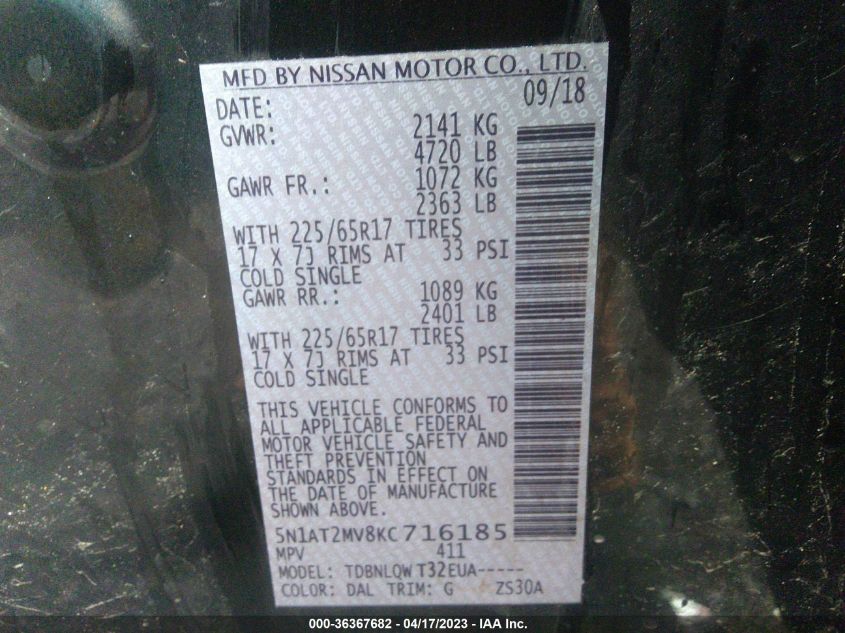 MFD BY NISSAN MOTOR CO., LTD.
DATE: 09/18
GVWR: 2141 KG
4720 LB
GAWR FR.: 1072 KG
2363 LB
WITH 225/65R17 TIRES
17 X 7J RIMS AT 33 PSI
COLD SINGLE
GAWR RR.: 1089 KG
2401 LB
WITH 225/65R17 TIRES
17 X 7J RIMS AT 33 PSI
COLD SINGLE
THIS VEHICLE CONFORMS TO
ALL APPLICABLE FEDERAL
MOTOR VEHICLE SAFETY AND
THEFT PREVENTION
STANDARDS IN EFFECT ON
THE DATE OF MANUFACTURE
SHOWN ABOVE.
5N1AT2MV8KC716185
MPV 411
MODEL: TDBNLQW T32EUA-----
COLOR: DAL TRIM: G ZS30A
000-36367682 - 04/17/2023 - IAA Inc.